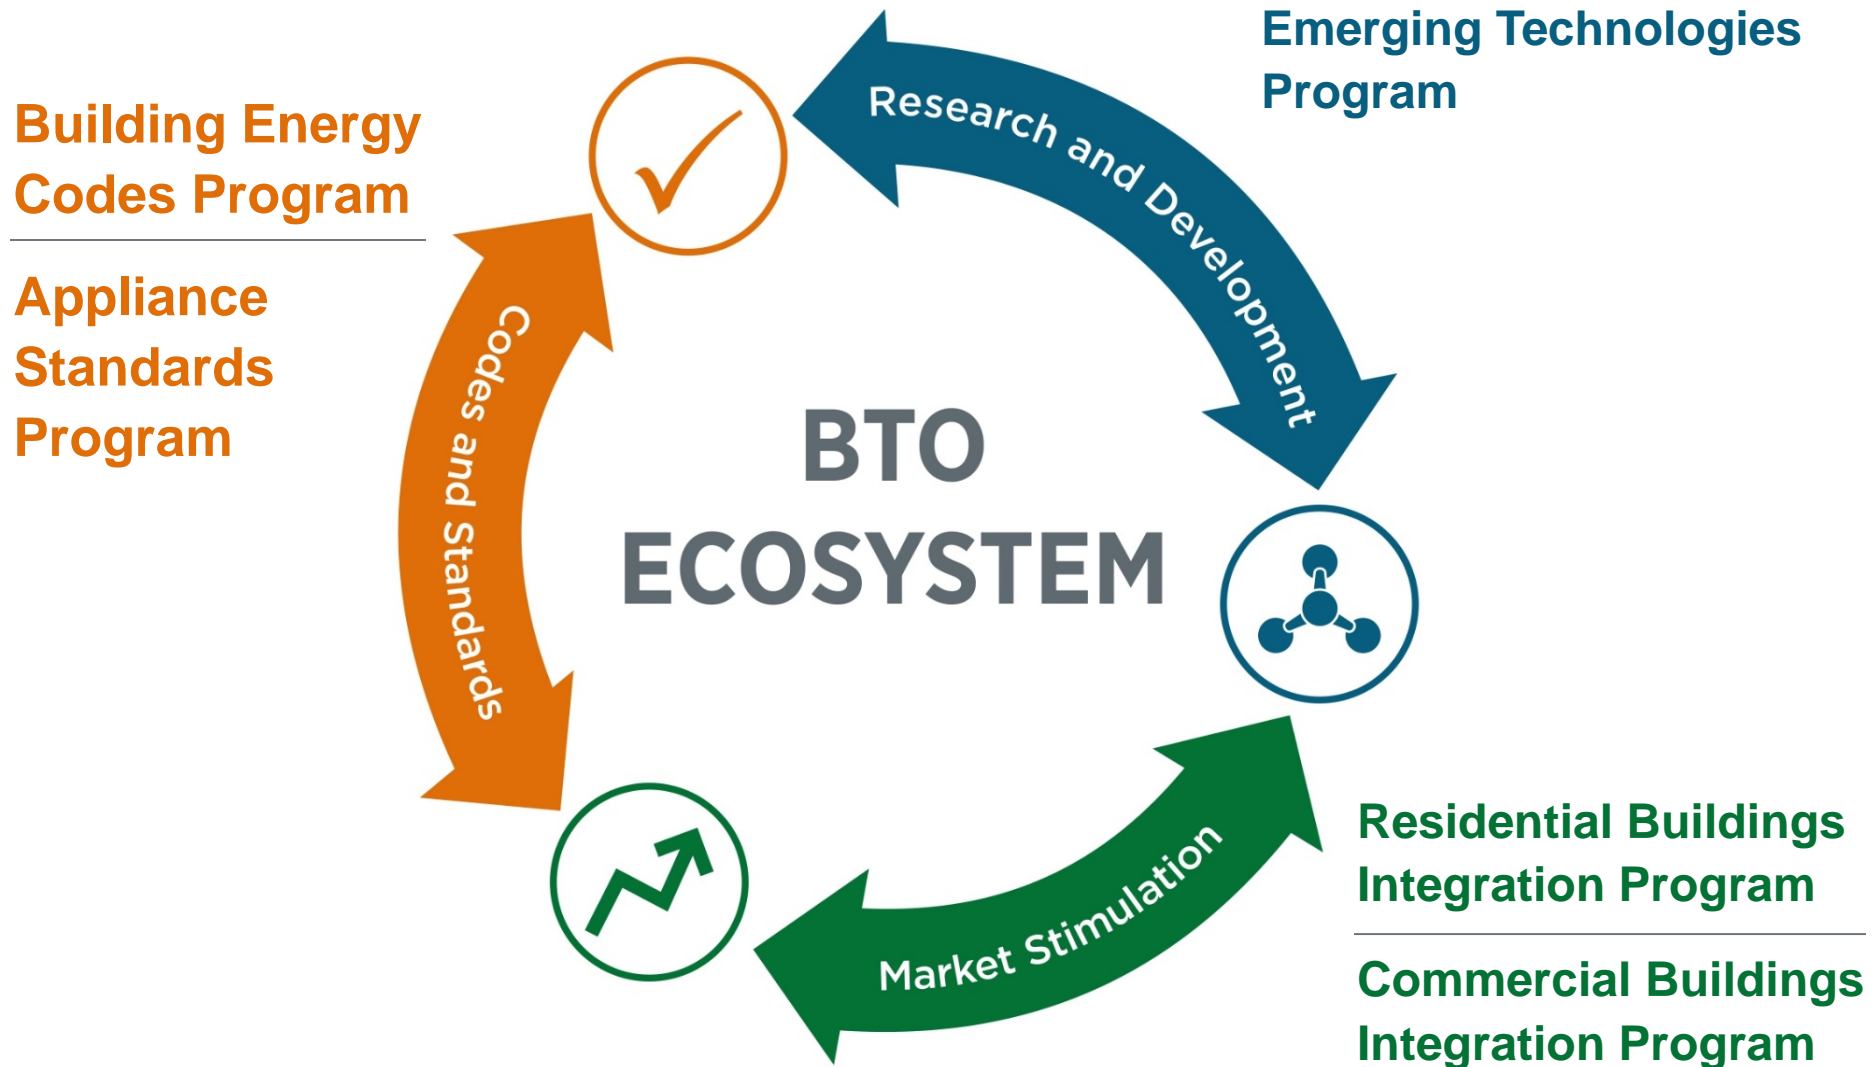 Emerging Technologies
Program
Research and Development
Building Energy
Codes Program
Appliance
Standards
Program
Codes and Standards
BTO
ECOSYSTEM
Market Stimulation
Residential Buildings
Integration Program
Commercial Buildings
Integration Program